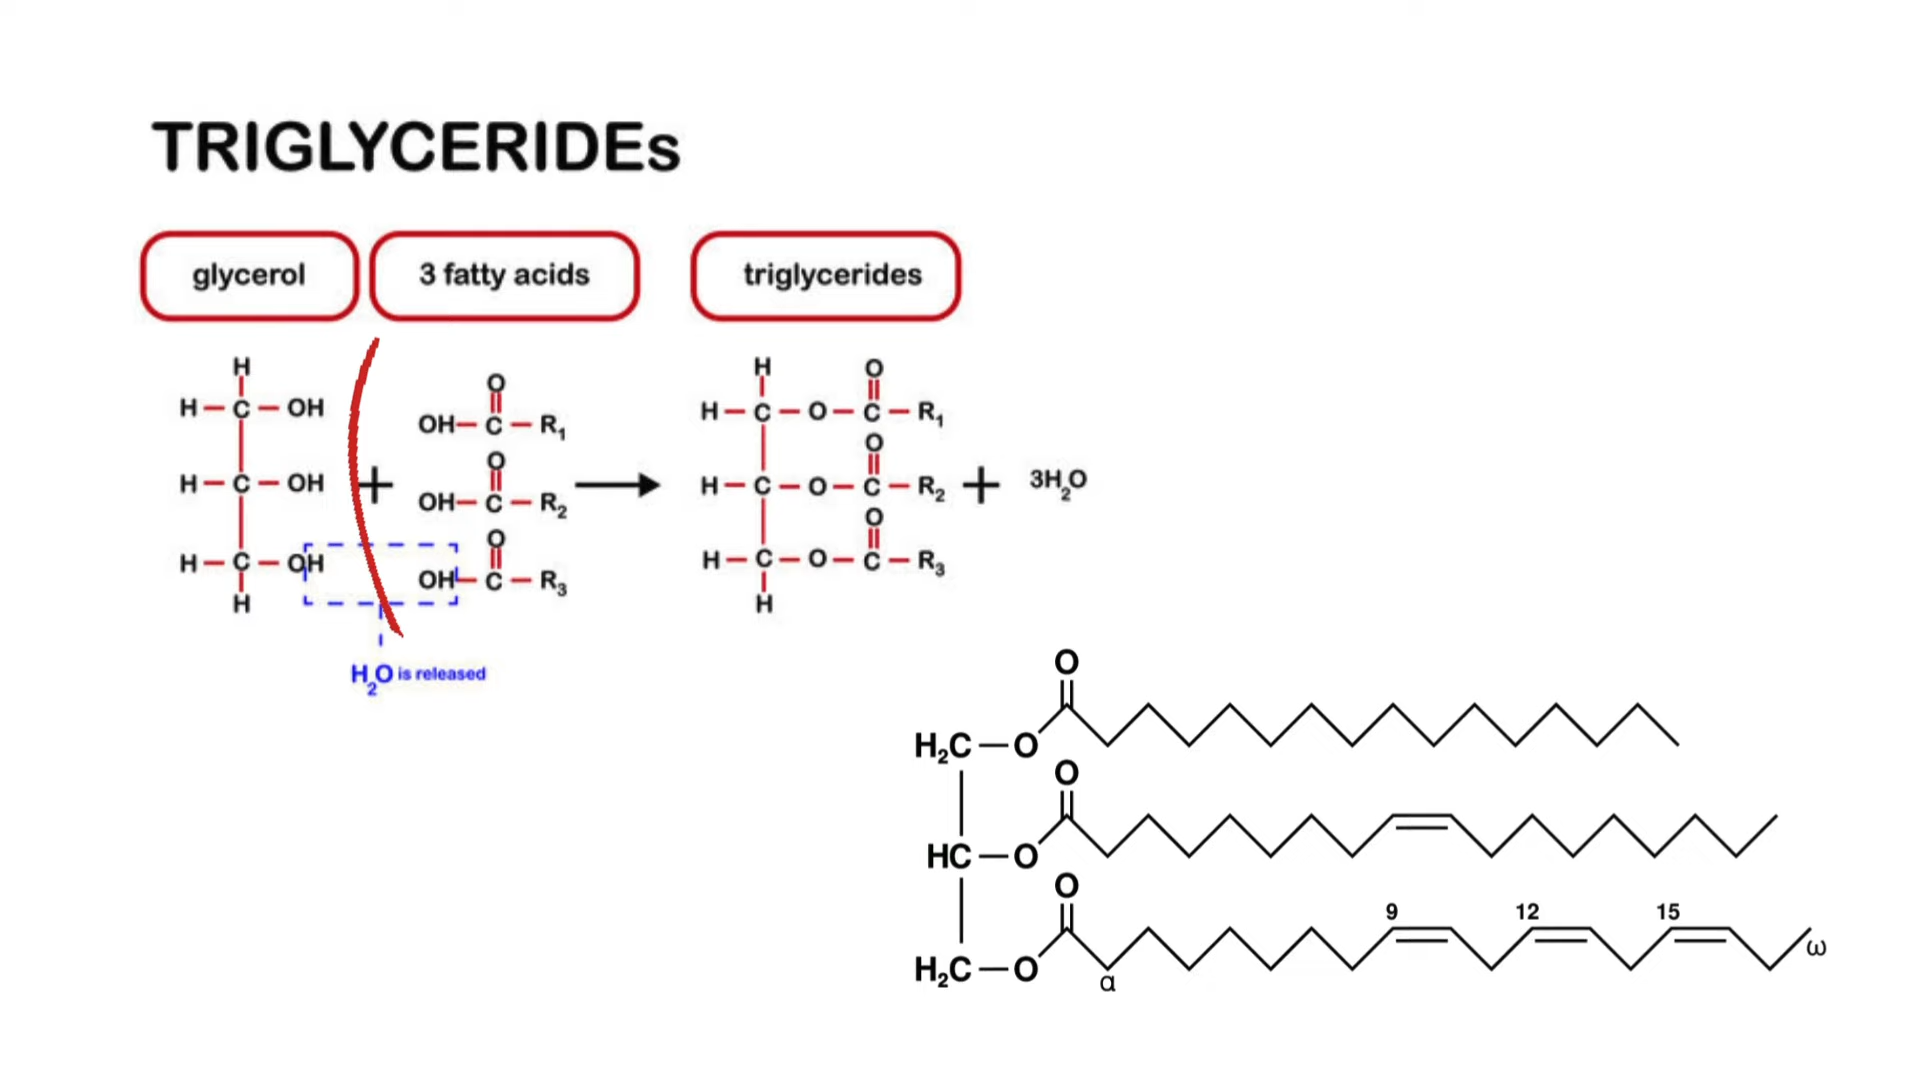 TRIGLYCERIDEs
glycerol
3 fatty acids
triglycerides
H
H-C-OH
H-C-OH
H-C-OH
H
+
O
OH-C-R1
O
OH-C-R2
O
OH-C-R3
H2O is released
H
O
H-C-O-C-R1
O
H-C-O-C-R2
O
H-C-O-C-R3
H
+
3H2O
O
H2C-O
O
HC-O
O
9 12 15
H2C-O
α
ω